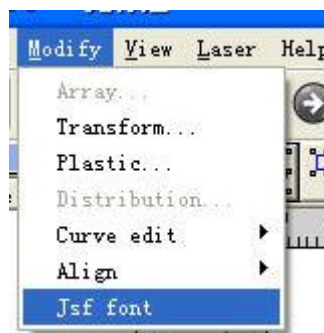 Modify View Laser Help
Array...
Transform...
Plastic...
Distribution...
Curve edit
Align
Jsf font